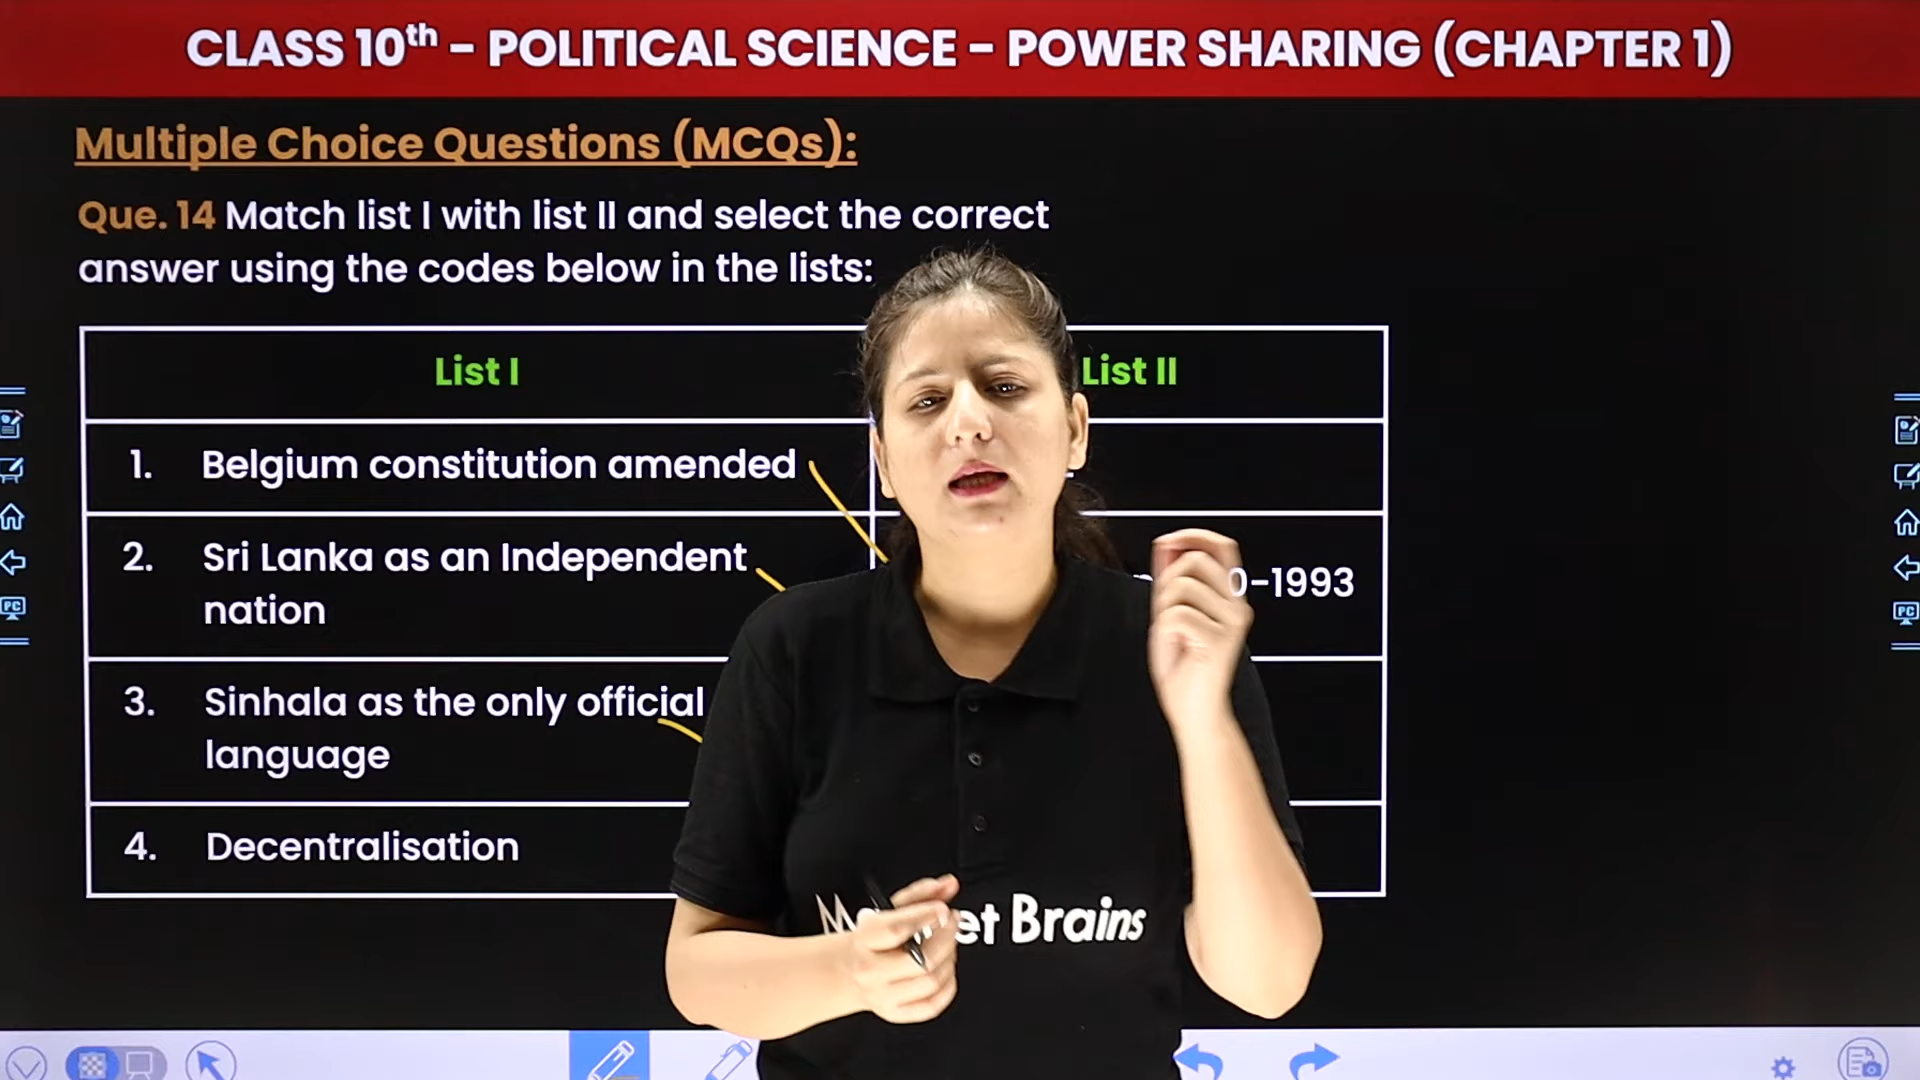 CLASS 10th - POLITICAL SCIENCE - POWER SHARING (CHAPTER 1)
Multiple Choice Questions (MCQs):
Que. 14 Match list I with list II and select the correct
answer using the codes below in the lists:
List I
List II
1. Belgium constitution amended
2. Sri Lanka as an Independent
nation
0-1993
3. Sinhala as the only official
language
4. Decentralisation
et Brains
PC
PC